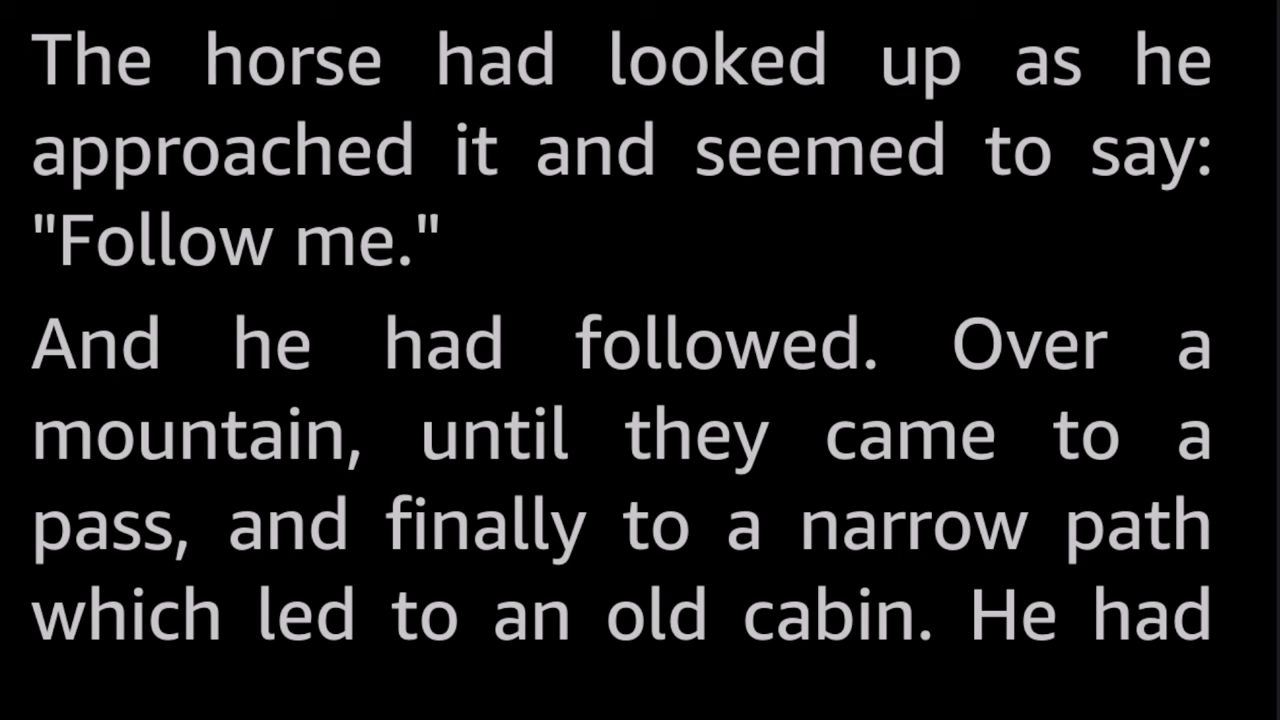 The horse had looked up as he
approached it and seemed to say:
"Follow me."
And he had followed. Over a
mountain, until they came to a
pass, and finally to a narrow path
which led to an old cabin. He had